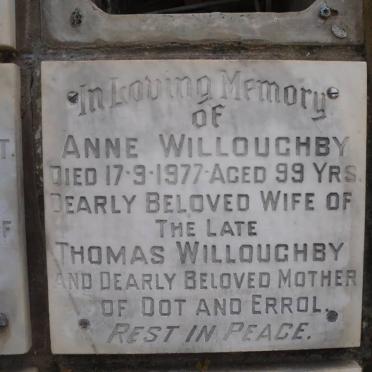 In Loving Memory
of
ANNE WILLOUGHBY
DIED 17-9-1977-AGED 99 YRS.
DEARLY BELOVED WIFE OF
THE LATE
THOMAS WILLOUGHBY
AND DEARLY BELOVED MOTHER
OF DOT AND ERROL.
REST IN PEACE.